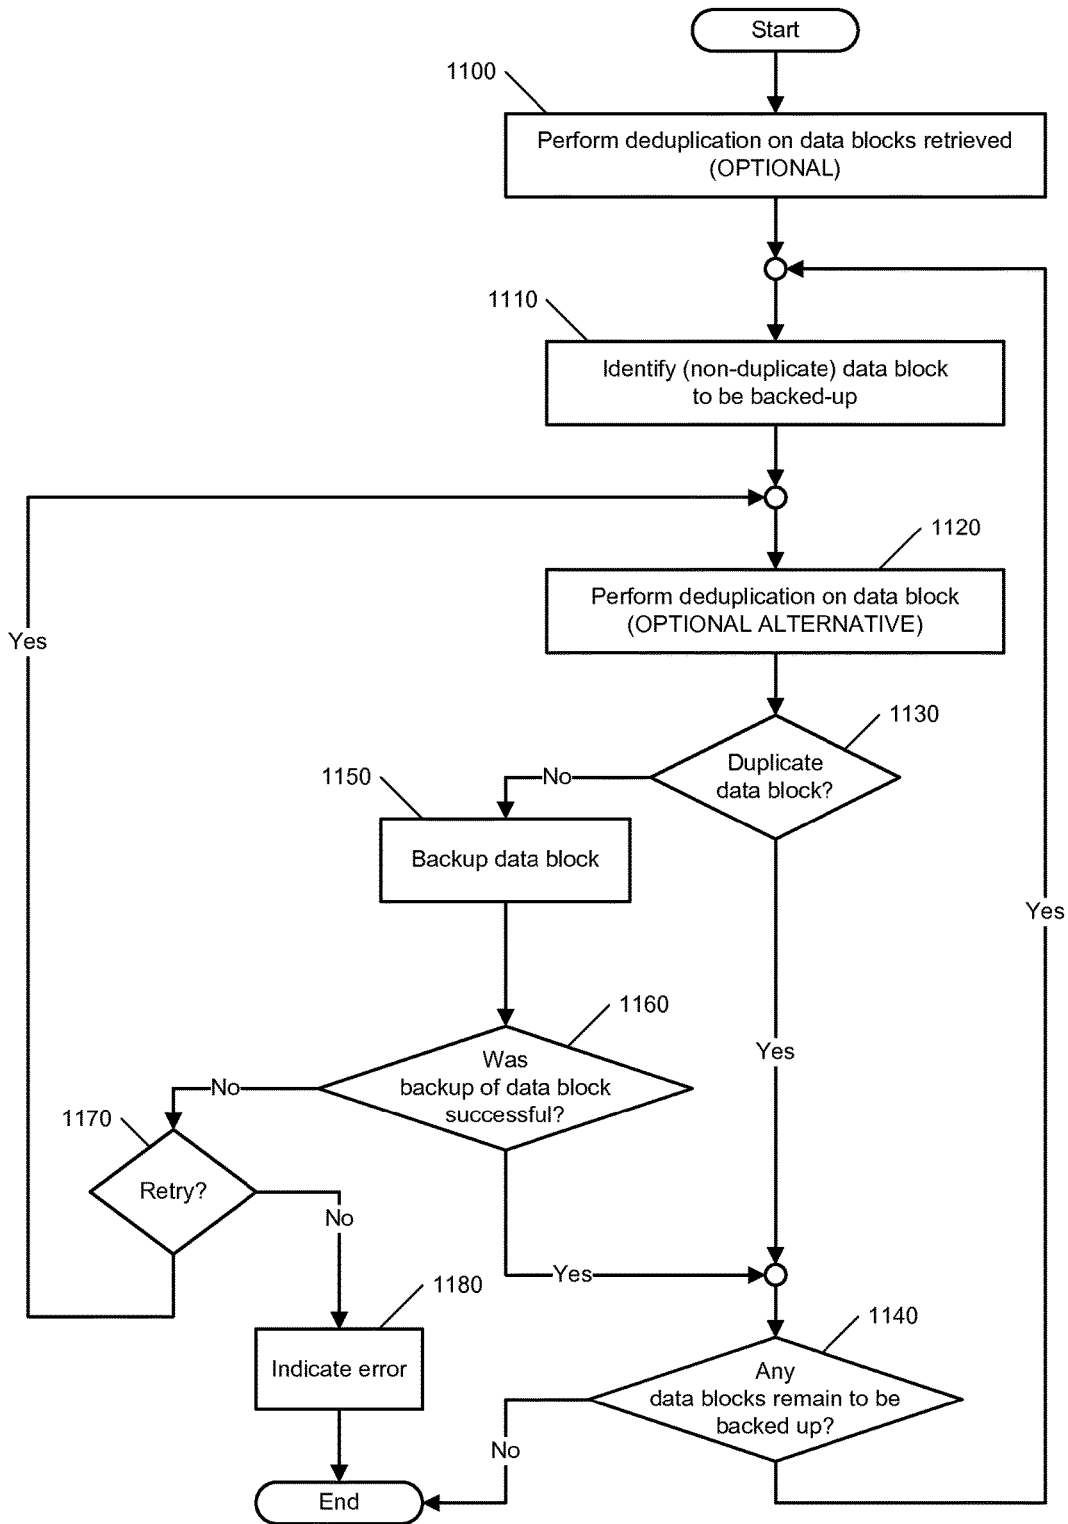 Start
1100
Perform deduplication on data blocks retrieved
(OPTIONAL)
1110
Identify (non-duplicate) data block
to be backed-up
1120
Perform deduplication on data block
(OPTIONAL ALTERNATIVE)
Yes
1130
Duplicate
data block?
No
1150
Backup data block
Yes
1160
Was
backup of data block
successful?
Yes
No
1170
Retry?
No
Yes
1180
Indicate error
1140
Any
data blocks remain to be
backed up?
No
End